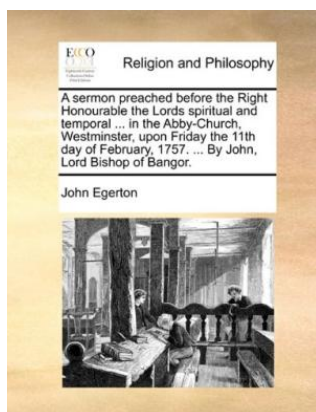 ECCO
Religion and Philosophy
A sermon preached before the Right
Honourable the Lords spiritual and
temporal ... in the Abby-Church,
Westminster, upon Friday the 11th
day of February, 1757. ... By John,
Lord Bishop of Bangor.
John Egerton